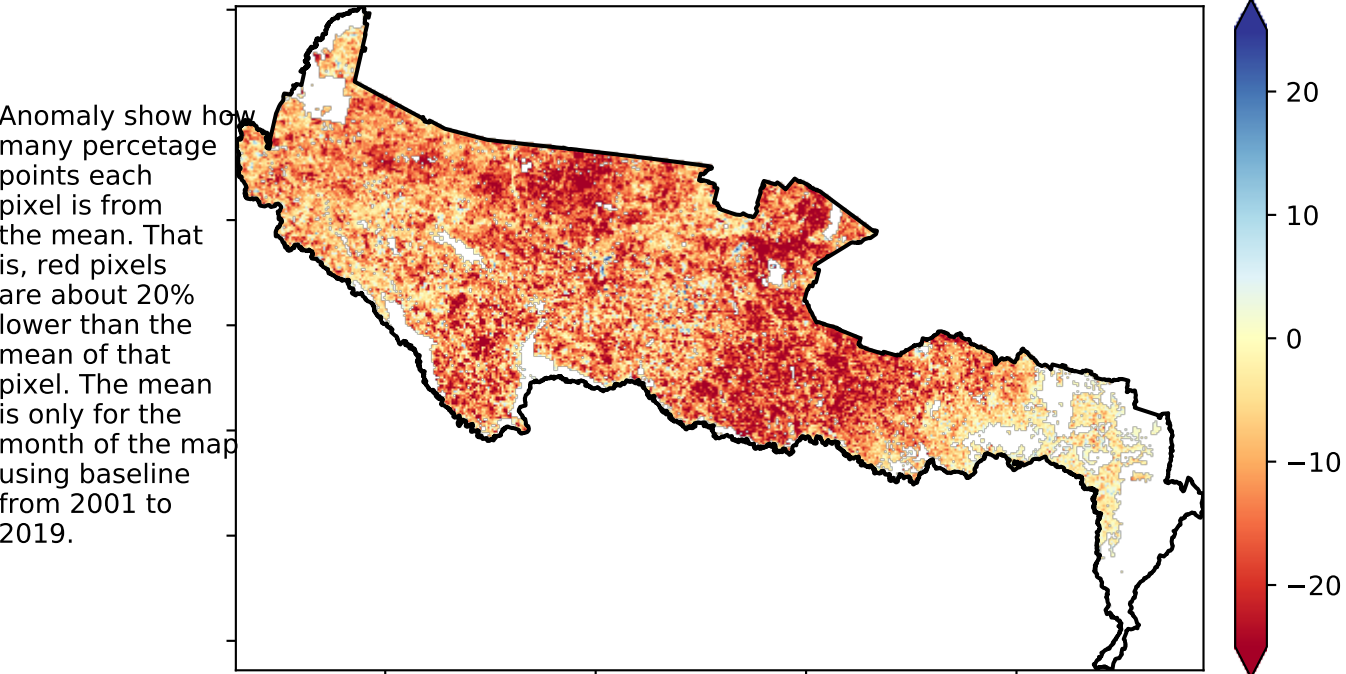 Anomaly show how
many percetage
points each
pixel is from
the mean. That
is, red pixels
are about 20%
lower than the
mean of that
pixel. The mean
is only for the
month of the map
using baseline
from 2001 to
2019.
20
10
0
−10
−20